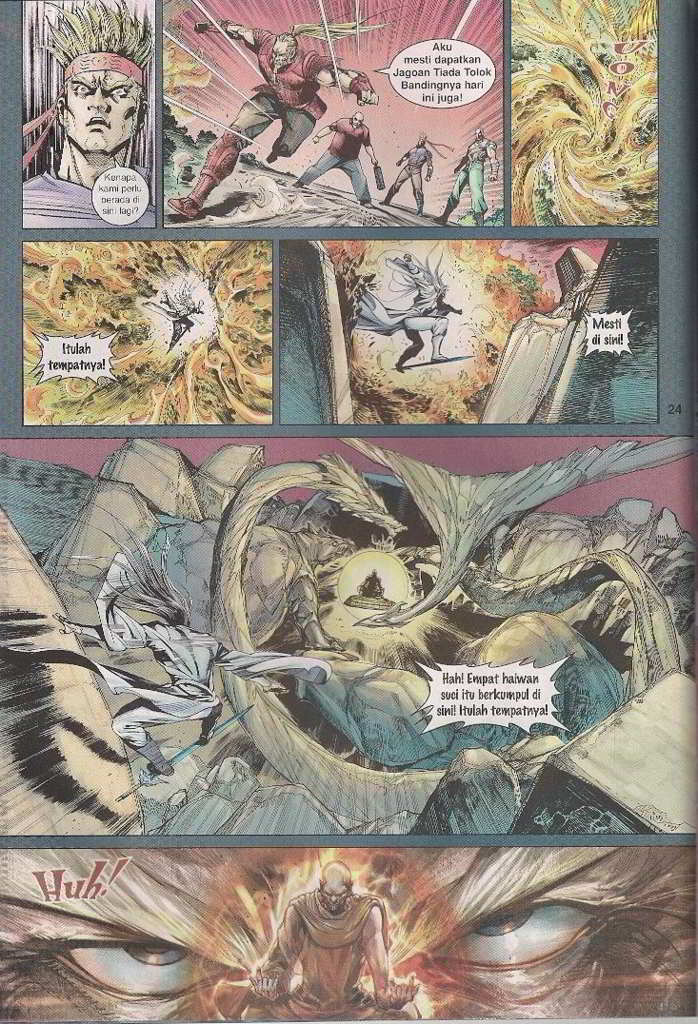 Kenapa
kami perlu
berada di
sini lagi?
Aku
mesti dapatkan
Jagoan Tiada Tolok
Bandingnya hari
ini juga!
UONG
Itulah
tempatnya!
Mesti
di sini!
24
Hah! Empat haiwan
suci itu berkumpul di
sini! Itulah tempatnya!
Huh!